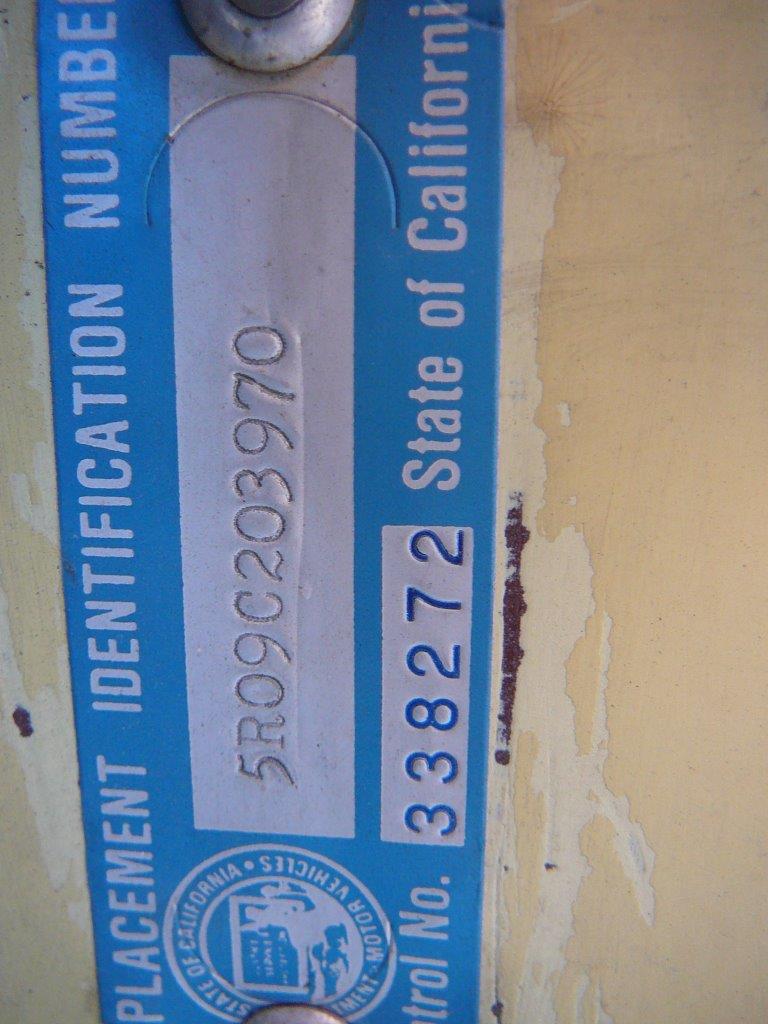 PLACEMENT IDENTIFICATION NUMBE
5R09C203970
trol No. 338272 State of Californi
STATE OF CALIFORNIA • MOTOR VEHICLES